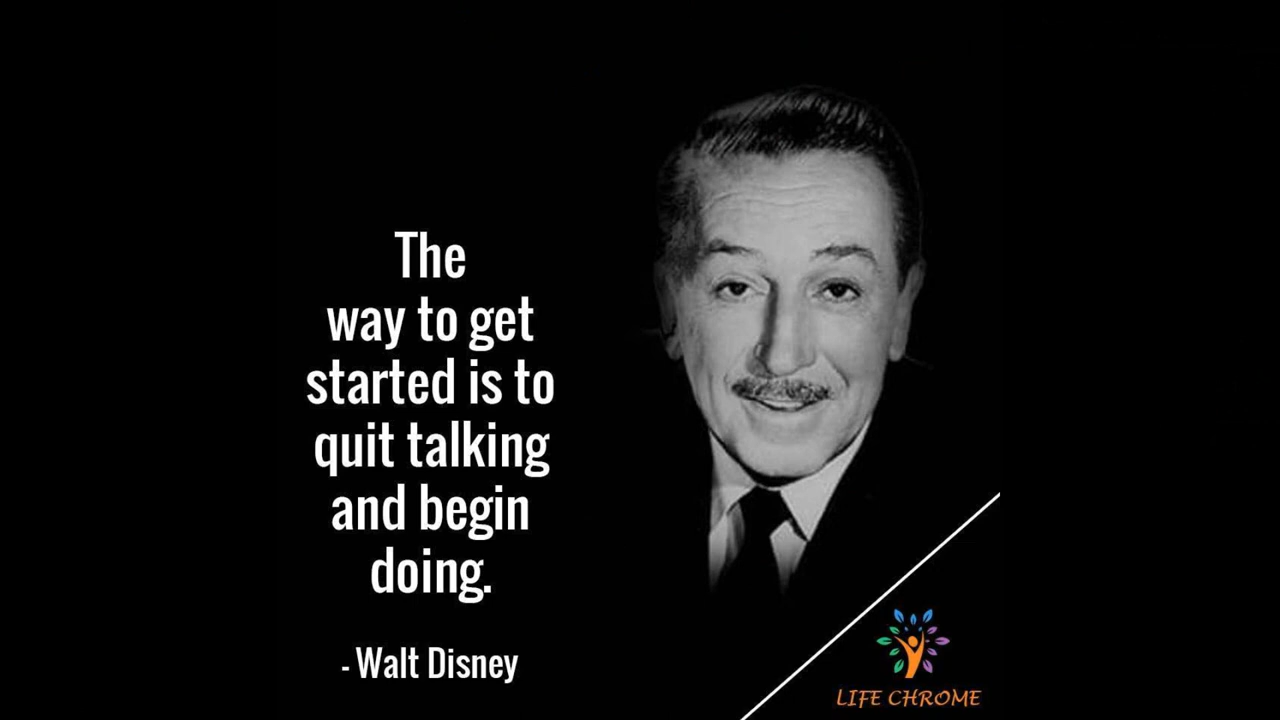 The
way to get
started is to
quit talking
and begin
doing.
- Walt Disney
LIFE CHROME